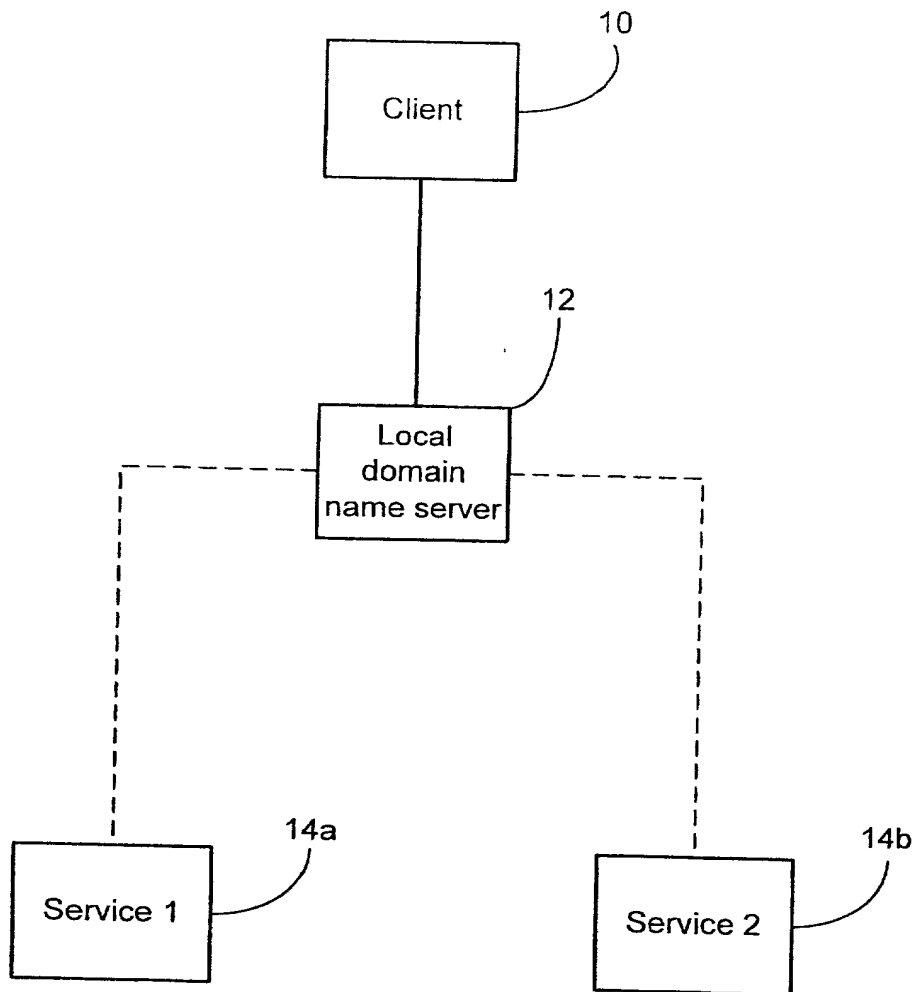 10
Client
12
Local
domain
name server
14a
Service 1
14b
Service 2